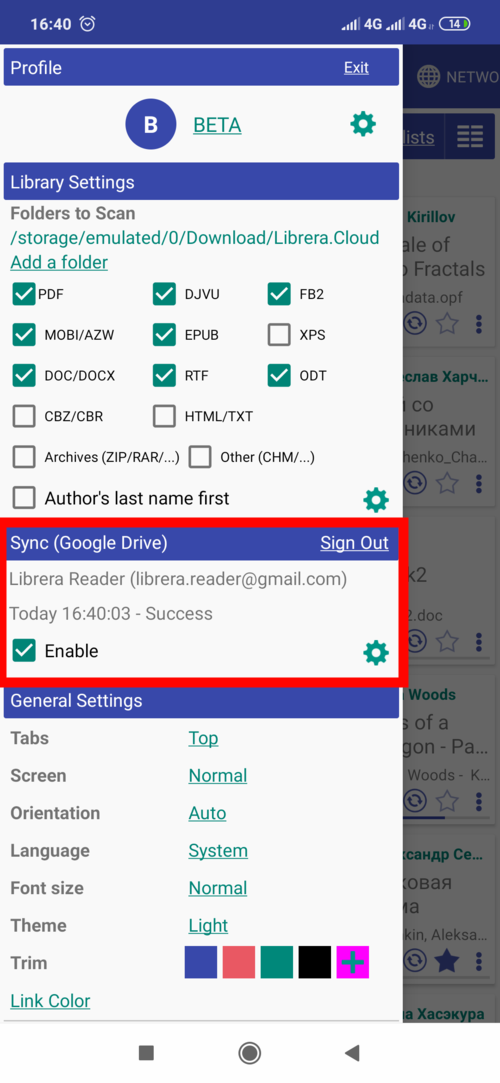 16:40 4G 4G 14
Profile Exit
B BETA
NETWO
Library Settings
lists
Folders to Scan
/storage/emulated/0/Download/Librera.Cloud
Add a folder
PDF DJVU FB2
MOBI/AZW EPUB XPS
DOC/DOCX RTF ODT
CBZ/CBR HTML/TXT
Archives (ZIP/RAR/...) Other (CHM/...)
Author's last name first
Sync (Google Drive) Sign Out
Librera Reader (librera.reader@gmail.com)
Today 16:40:03 - Success
Enable
General Settings
Tabs Top
Screen Normal
Orientation Auto
Language System
Font size Normal
Theme Light
Trim
Link Color
Kirillov
ale of
Fractals
adata.opf
еслав Харч...
со
никами
henko_Cha...
k2
2.doc
Woods
s of a
gon - Pa...
Woods - K...
ксандр Се...
ковая
kin, Aleksa...
на Хасэкура